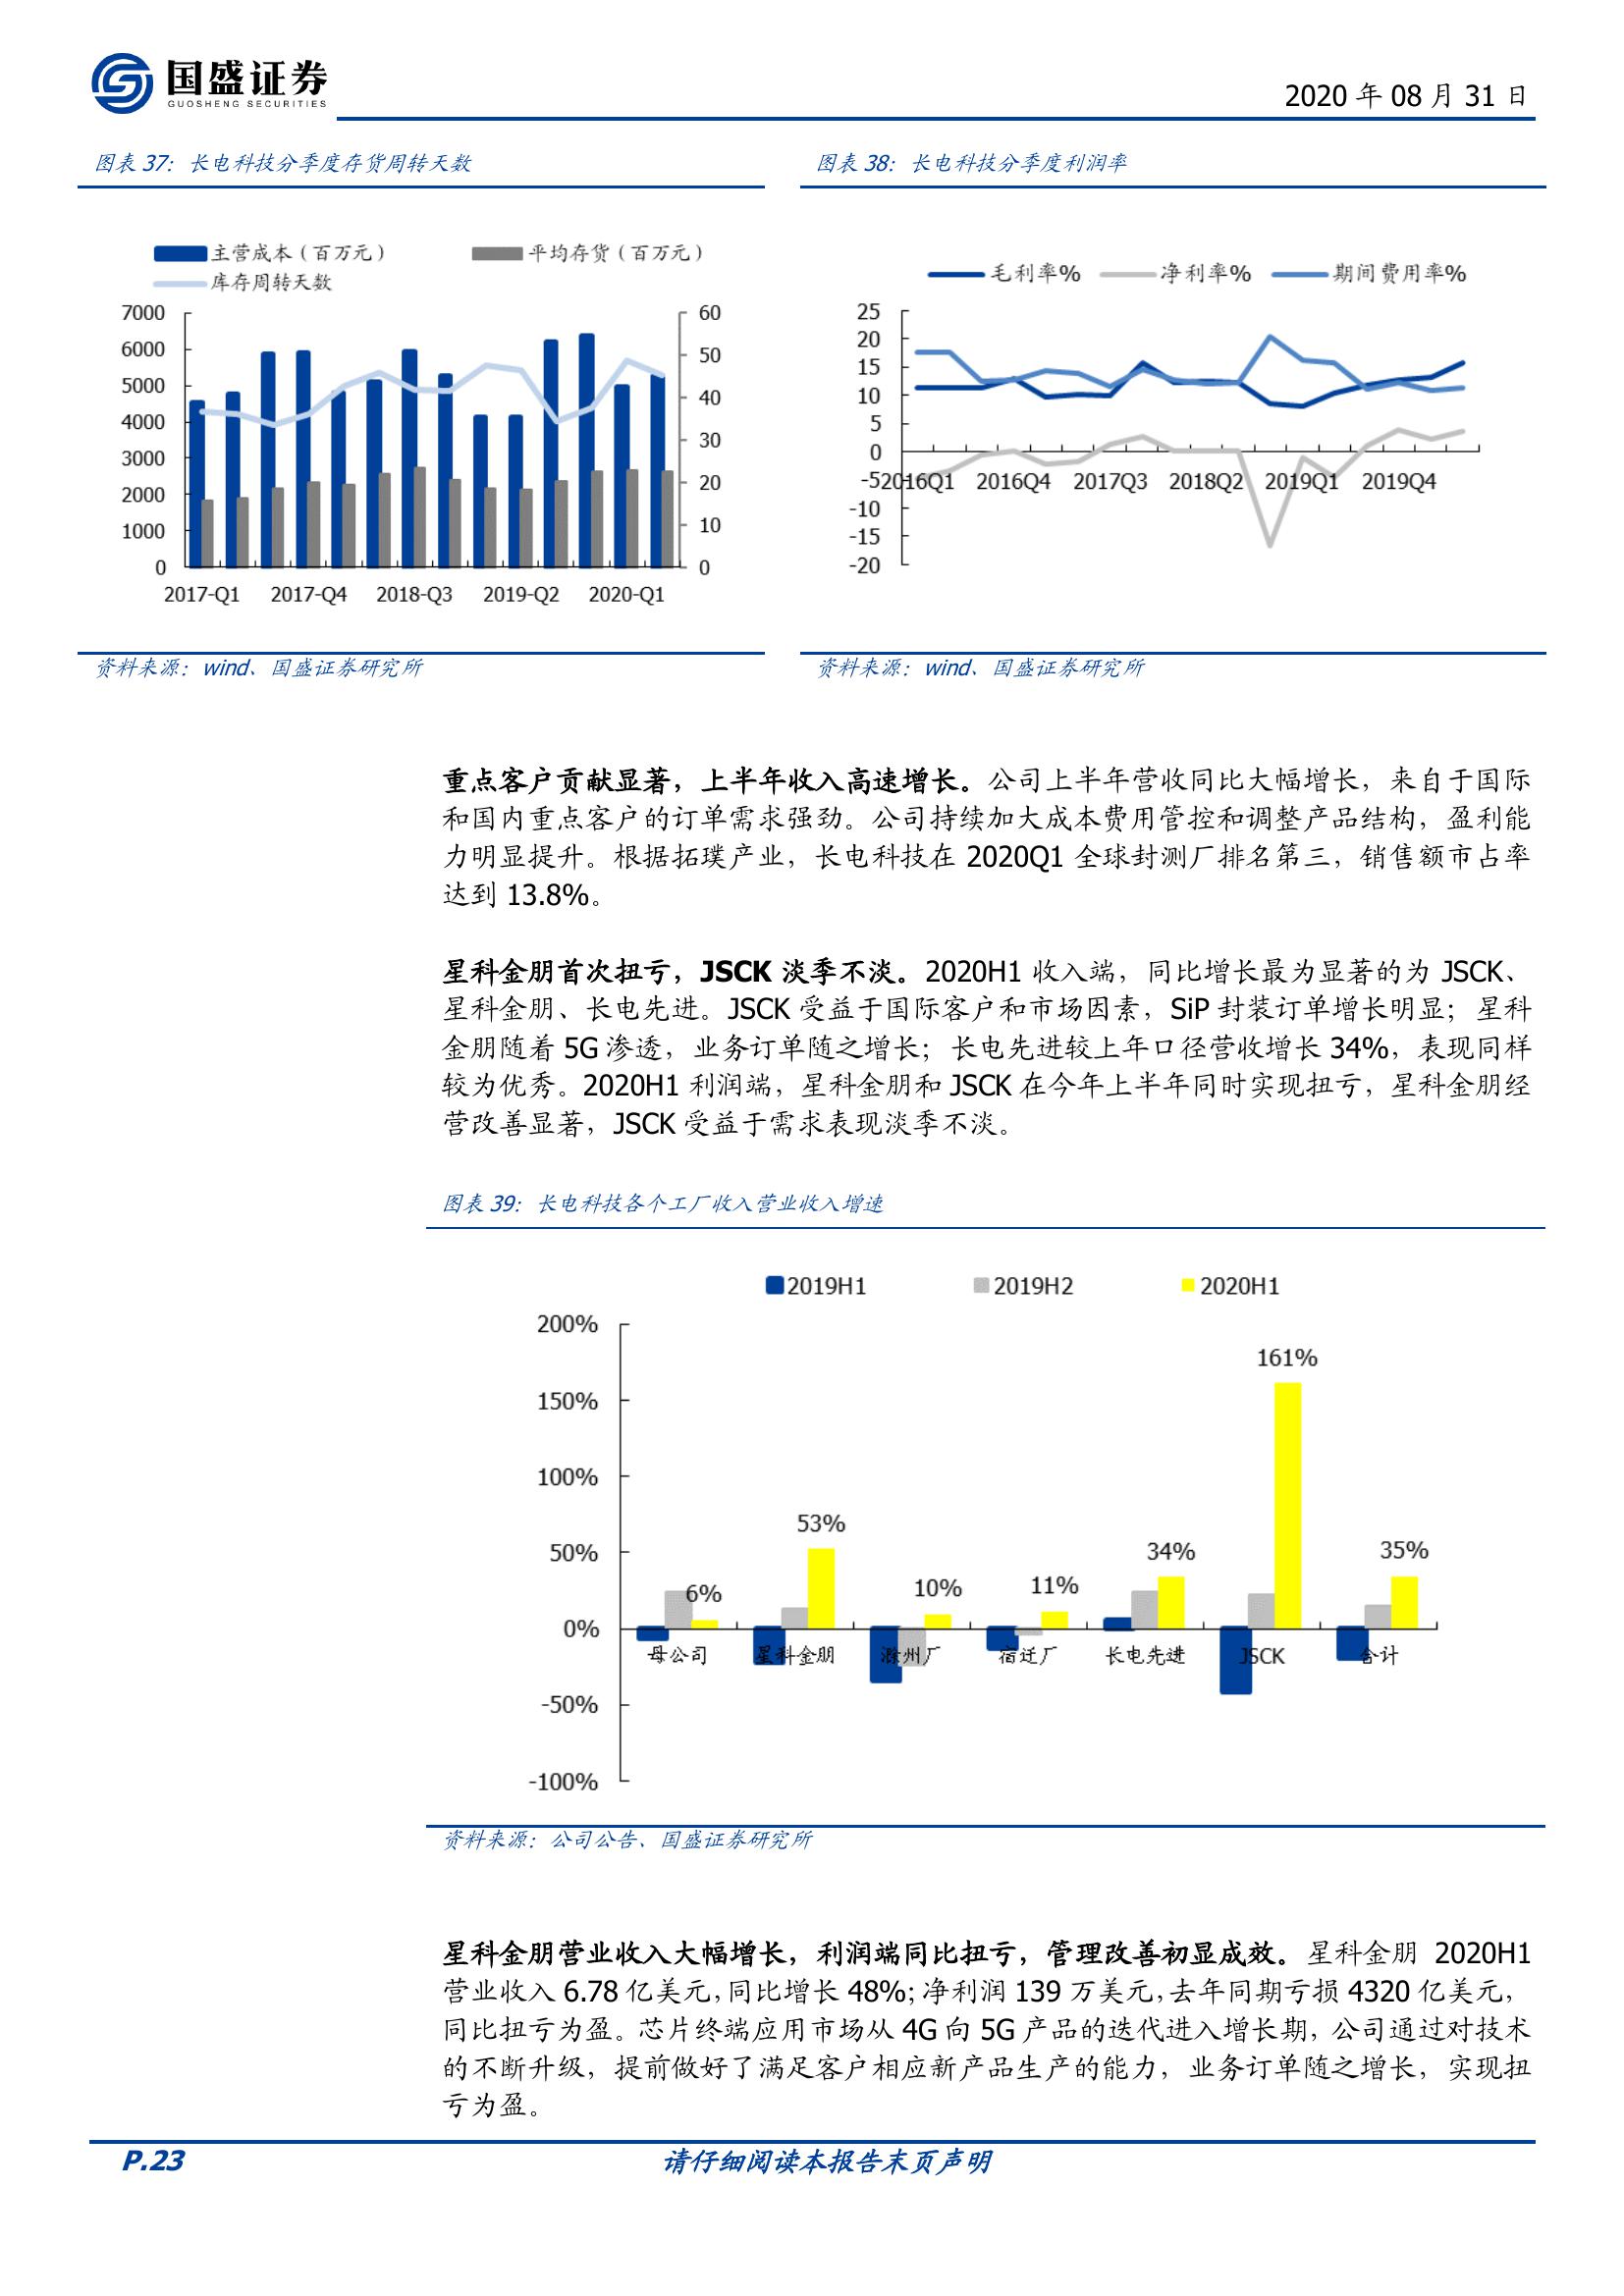 国盛证券
GUOSHENG SECURITIES
2020 年 08 月 31 日
图表 37：长电科技分季度存货周转天数
主营成本（百万元）
平均存货（百万元）
库存周转天数
7000
6000
5000
4000
3000
2000
1000
0
60
50
40
30
20
10
0
2017-Q1 2017-Q4 2018-Q3 2019-Q2 2020-Q1
资料来源：wind、国盛证券研究所
图表 38：长电科技分季度利润率
毛利率% 净利率% 期间费用率%
25
20
15
10
5
0
-5
-10
-15
-20
2016Q1 2016Q4 2017Q3 2018Q2 2019Q1 2019Q4
资料来源：wind、国盛证券研究所
重点客户贡献显著，上半年收入高速增长。公司上半年营收同比大幅增长，来自于国际
和国内重点客户的订单需求强劲。公司持续加大成本费用管控和调整产品结构，盈利能
力明显提升。根据拓璞产业，长电科技在 2020Q1 全球封测厂排名第三，销售额市占率
达到 13.8%。
星科金朋首次扭亏，JSCK 淡季不淡。2020H1 收入端，同比增长最为显著的为 JSCK、
星科金朋、长电先进。JSCK 受益于国际客户和市场因素，SiP 封装订单增长明显；星科
金朋随着 5G 渗透，业务订单随之增长；长电先进较上年口径营收增长 34%，表现同样
较为优秀。2020H1 利润端，星科金朋和 JSCK 在今年上半年同时实现扭亏，星科金朋经
营改善显著，JSCK 受益于需求表现淡季不淡。
图表 39：长电科技各个工厂收入营业收入增速
2019H1 2019H2 2020H1
200%
150%
100%
50%
0%
-50%
-100%
6% 53% 10% 11% 34% 161% 35%
母公司 星科金朋 滁州厂 宿迁厂 长电先进 JSCK 合计
资料来源：公司公告、国盛证券研究所
星科金朋营业收入大幅增长，利润端同比扭亏，管理改善初显成效。星科金朋 2020H1
营业收入 6.78 亿美元，同比增长 48%；净利润 139 万美元，去年同期亏损 4320 亿美元，
同比扭亏为盈。芯片终端应用市场从 4G 向 5G 产品的迭代进入增长期，公司通过对技术
的不断升级，提前做好了满足客户相应新产品生产的能力，业务订单随之增长，实现扭
亏为盈。
P.23
请仔细阅读本报告末页声明